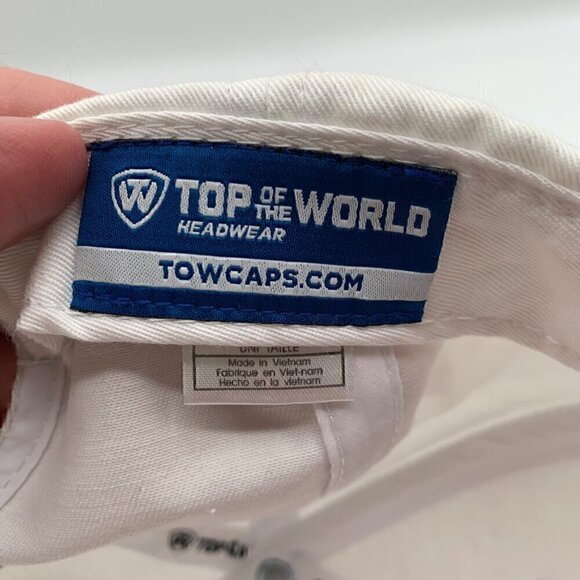 TOP OF THE WORLD
HEADWEAR
TOWCAPS.COM
UNI TAILLE
Made in Vietnam
Fabrique en Viet-nam
Hecho en la vietnam